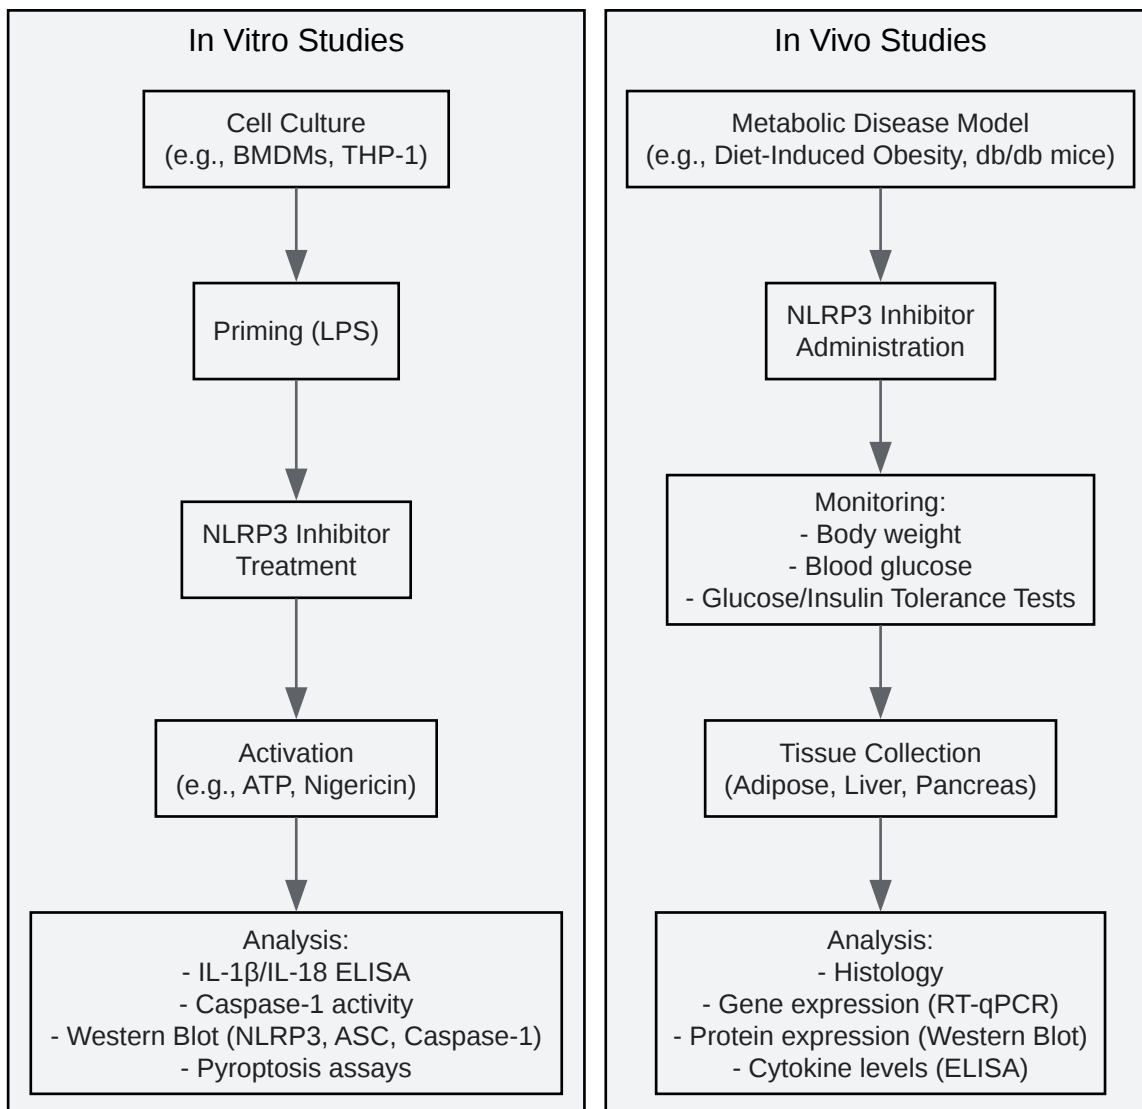 In Vitro Studies
Cell Culture
(e.g., BMDMs, THP-1)
Priming (LPS)
NLRP3 Inhibitor
Treatment
Activation
(e.g., ATP, Nigericin)
Analysis:
- IL-1β/IL-18 ELISA
- Caspase-1 activity
- Western Blot (NLRP3, ASC, Caspase-1)
- Pyroptosis assays
In Vivo Studies
Metabolic Disease Model
(e.g., Diet-Induced Obesity, db/db mice)
NLRP3 Inhibitor
Administration
Monitoring:
- Body weight
- Blood glucose
- Glucose/Insulin Tolerance Tests
Tissue Collection
(Adipose, Liver, Pancreas)
Analysis:
- Histology
- Gene expression (RT-qPCR)
- Protein expression (Western Blot)
- Cytokine levels (ELISA)